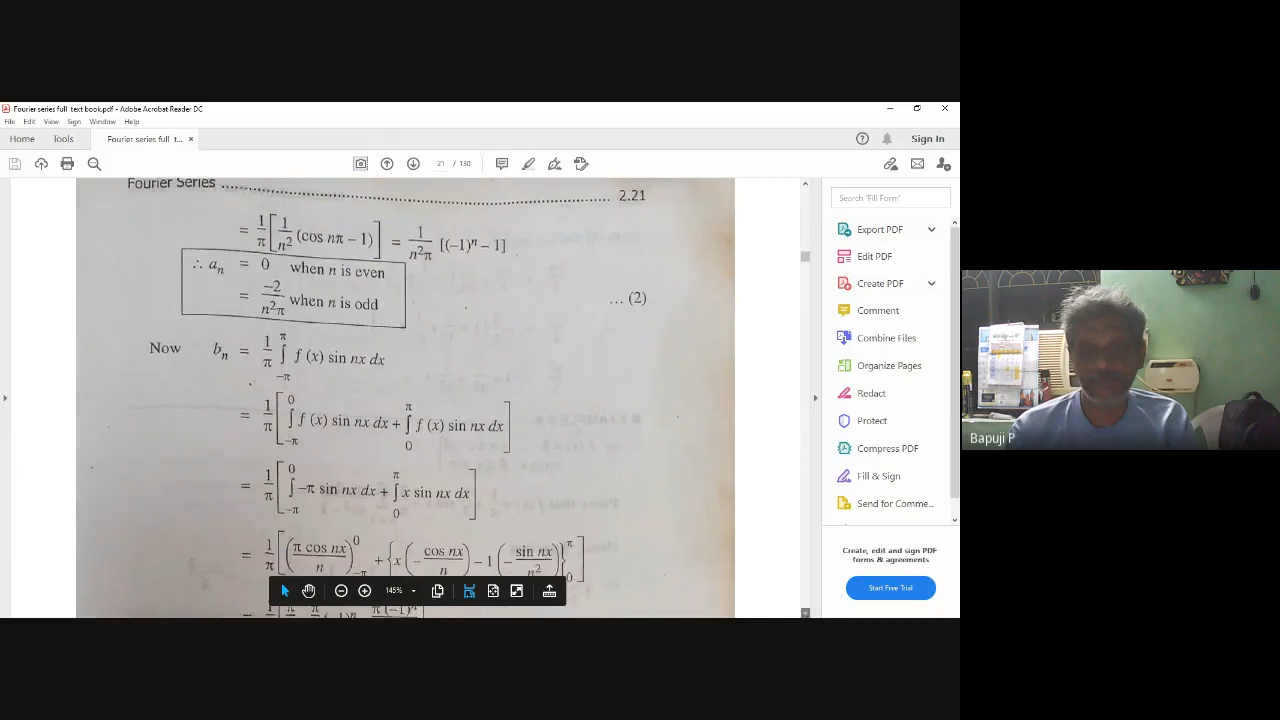 Fourier series full text book.pdf - Adobe Acrobat Reader DC
File Edit View Sign Window Help
Home Tools Fourier series full t... × Sign In
21 / 130
Fourier Series 2.21
= 1/π [ 1/n² (cos nπ – 1) ] = 1/n²π [(–1)ⁿ – 1]
∴ aₙ = 0 when n is even
= –2/n²π when n is odd ... (2)
Now bₙ = 1/π ∫_{–π}^{π} f (x) sin nx dx
= 1/π [ ∫_{–π}^{0} f (x) sin nx dx + ∫_{0}^{π} f (x) sin nx dx ]
= 1/π [ ∫_{–π}^{0} –π sin nx dx + ∫_{0}^{π} x sin nx dx ]
= 1/π [ (π cos nx / n)_{–π}^{0} + {x (– cos nx / n) – 1 (– sin nx / n²)}_{0}^{π} ]
145%
Search 'Fill Form'
Export PDF
Edit PDF
Create PDF
Comment
Combine Files
Organize Pages
Redact
Protect
Compress PDF
Fill & Sign
Send for Comme...
Create, edit and sign PDF
forms & agreements
Start Free Trial
Bapuji P